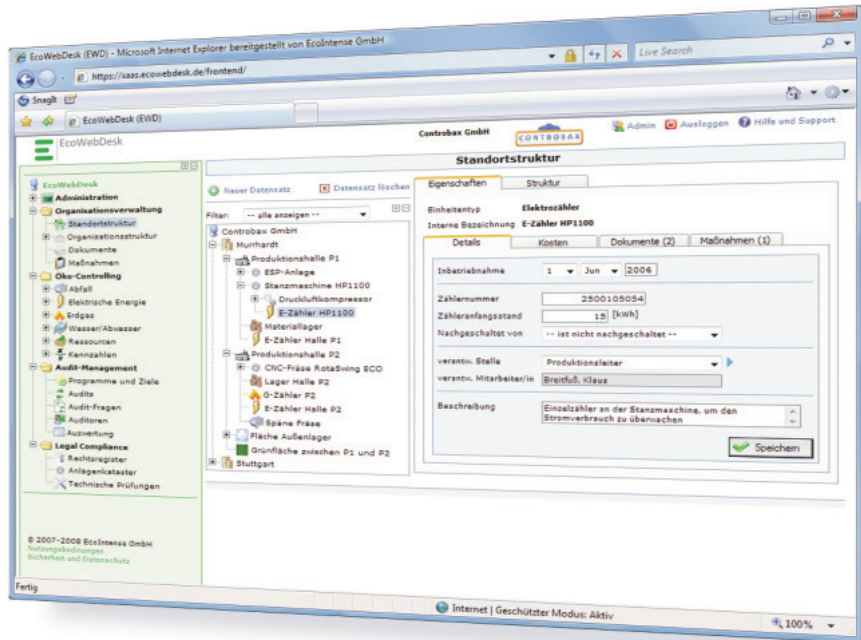 EcoWebDesk (EWD) - Microsoft Internet Explorer bereitgestellt von EcoIntense GmbH
https://saas.ecowebdesk.de/frontend/
Live Search
SnagIt
EcoWebDesk (EWD)
EcoWebDesk
Controbax GmbH
CONTROBAX
Admin
Ausloggen
Hilfe und Support
Standortstruktur
EcoWebDesk
Administration
Organisationsverwaltung
Standortstruktur
Organisationsstruktur
Dokumente
Maßnahmen
Öko-Controlling
Abfall
Elektrische Energie
Erdgas
Wasser/Abwasser
Ressourcen
Kennzahlen
Audit-Management
Programme und Ziele
Audits
Audit-Fragen
Auditoren
Auswertung
Legal Compliance
Rechtsregister
Anlagenkataster
Technische Prüfungen
© 2007-2008 EcoIntense GmbH
Nutzungsbedingungen
Sicherheit und Datenschutz
Neuer Datensatz
Datensatz löschen
Filter: -- alle anzeigen --
Controbax GmbH
Murrhardt
Produktionshalle P1
ESP-Anlage
Stanzmaschine HP1100
Druckluftkompressor
E-Zähler HP1100
Materiallager
E-Zähler Halle P1
Produktionshalle P2
CNC-Fräse RotaSwing ECO
Lager Halle P2
G-Zähler P2
E-Zähler Halle P2
Späne Fräse
Fläche Außenlager
Grünfläche zwischen P1 und P2
Stuttgart
Eigenschaften Struktur
Einheitentyp Elektrozähler
Interne Bezeichnung E-Zähler HP1100
Details Kosten Dokumente (2) Maßnahmen (1)
Inbetriebnahme 1 Jun 2006
Zählernummer 2500105054
Zähleranfangsstand 15 [kWh]
Nachgeschaltet von -- ist nicht nachgeschaltet --
verantw. Stelle Produktionsleiter
verantw. Mitarbeiter/in Breitfuß, Klaus
Beschreibung Einzelzähler an der Stanzmaschine, um den
Stromverbrauch zu überwachen
Speichern
Fertig
Internet | Geschützter Modus: Aktiv
100%